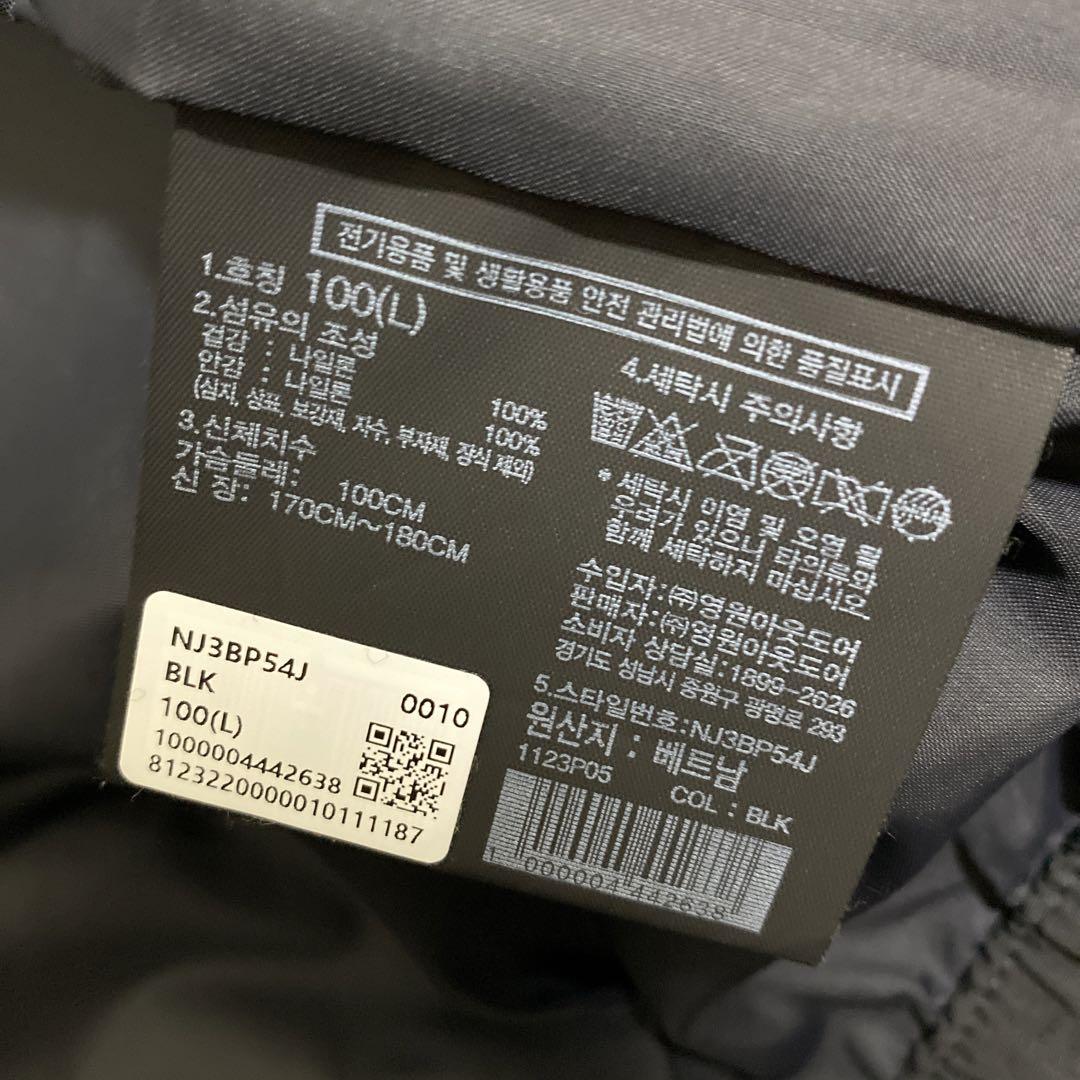 전기용품 및 생활용품 안전 관리법에 의한 품질표시
1.호칭 100(L)
2.섬유의 조성
겉감 : 나일론 100%
안감 : 나일론 100%
(심지, 상표, 보강재, 자수, 부자재, 장식 제외)
3.신체치수
가슴둘레: 100CM
신 장: 170CM~180CM
4.세탁시 주의사항
* 세탁시 이염 및 오염 될
우려가 있으니 타의류와
함께 세탁하지 마십시오
수입자:㈜영원아웃도어
판매자:㈜영원아웃도어
소비자 상담실:1899-2626
경기도 성남시 중원구 광명로 293
5.스타일번호:NJ3BP54J
원산지 : 베트남
1123P05
COL : BLK
1000004442638
NJ3BP54J
BLK 0010
100(L)
1000004442638
8123220000010111187